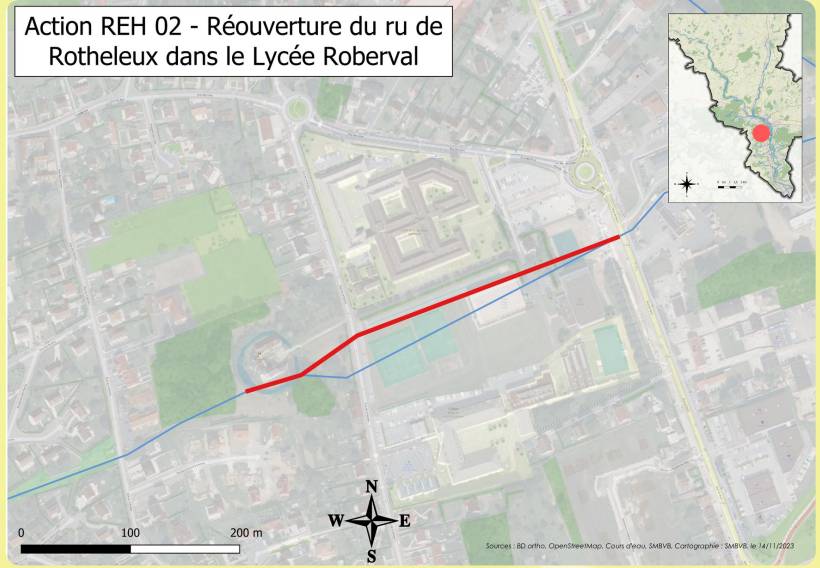 Action REH 02 - Réouverture du ru de
Rotheleux dans le Lycée Roberval
N
W E
S
0 100 200 m
Sources : BD ortho, OpenStreetMap, Cours d'eau, SMBVB, Cartographie : SMBVB, le 14/11/2023